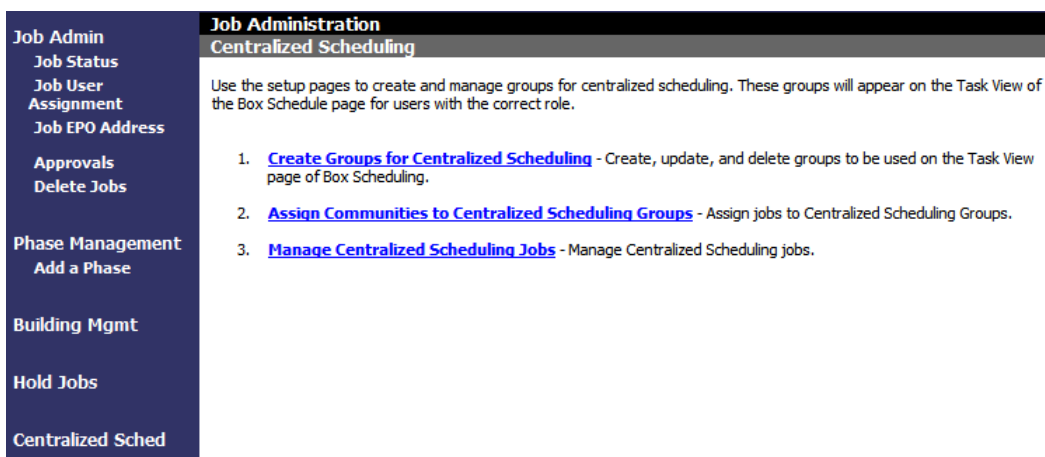 Job Admin
Job Status
Job User
Assignment
Job EPO Address
Approvals
Delete Jobs
Phase Management
Add a Phase
Building Mgmt
Hold Jobs
Centralized Sched
Job Administration
Centralized Scheduling
Use the setup pages to create and manage groups for centralized scheduling. These groups will appear on the Task View of
the Box Schedule page for users with the correct role.
1. Create Groups for Centralized Scheduling - Create, update, and delete groups to be used on the Task View
page of Box Scheduling.
2. Assign Communities to Centralized Scheduling Groups - Assign jobs to Centralized Scheduling Groups.
3. Manage Centralized Scheduling Jobs - Manage Centralized Scheduling jobs.